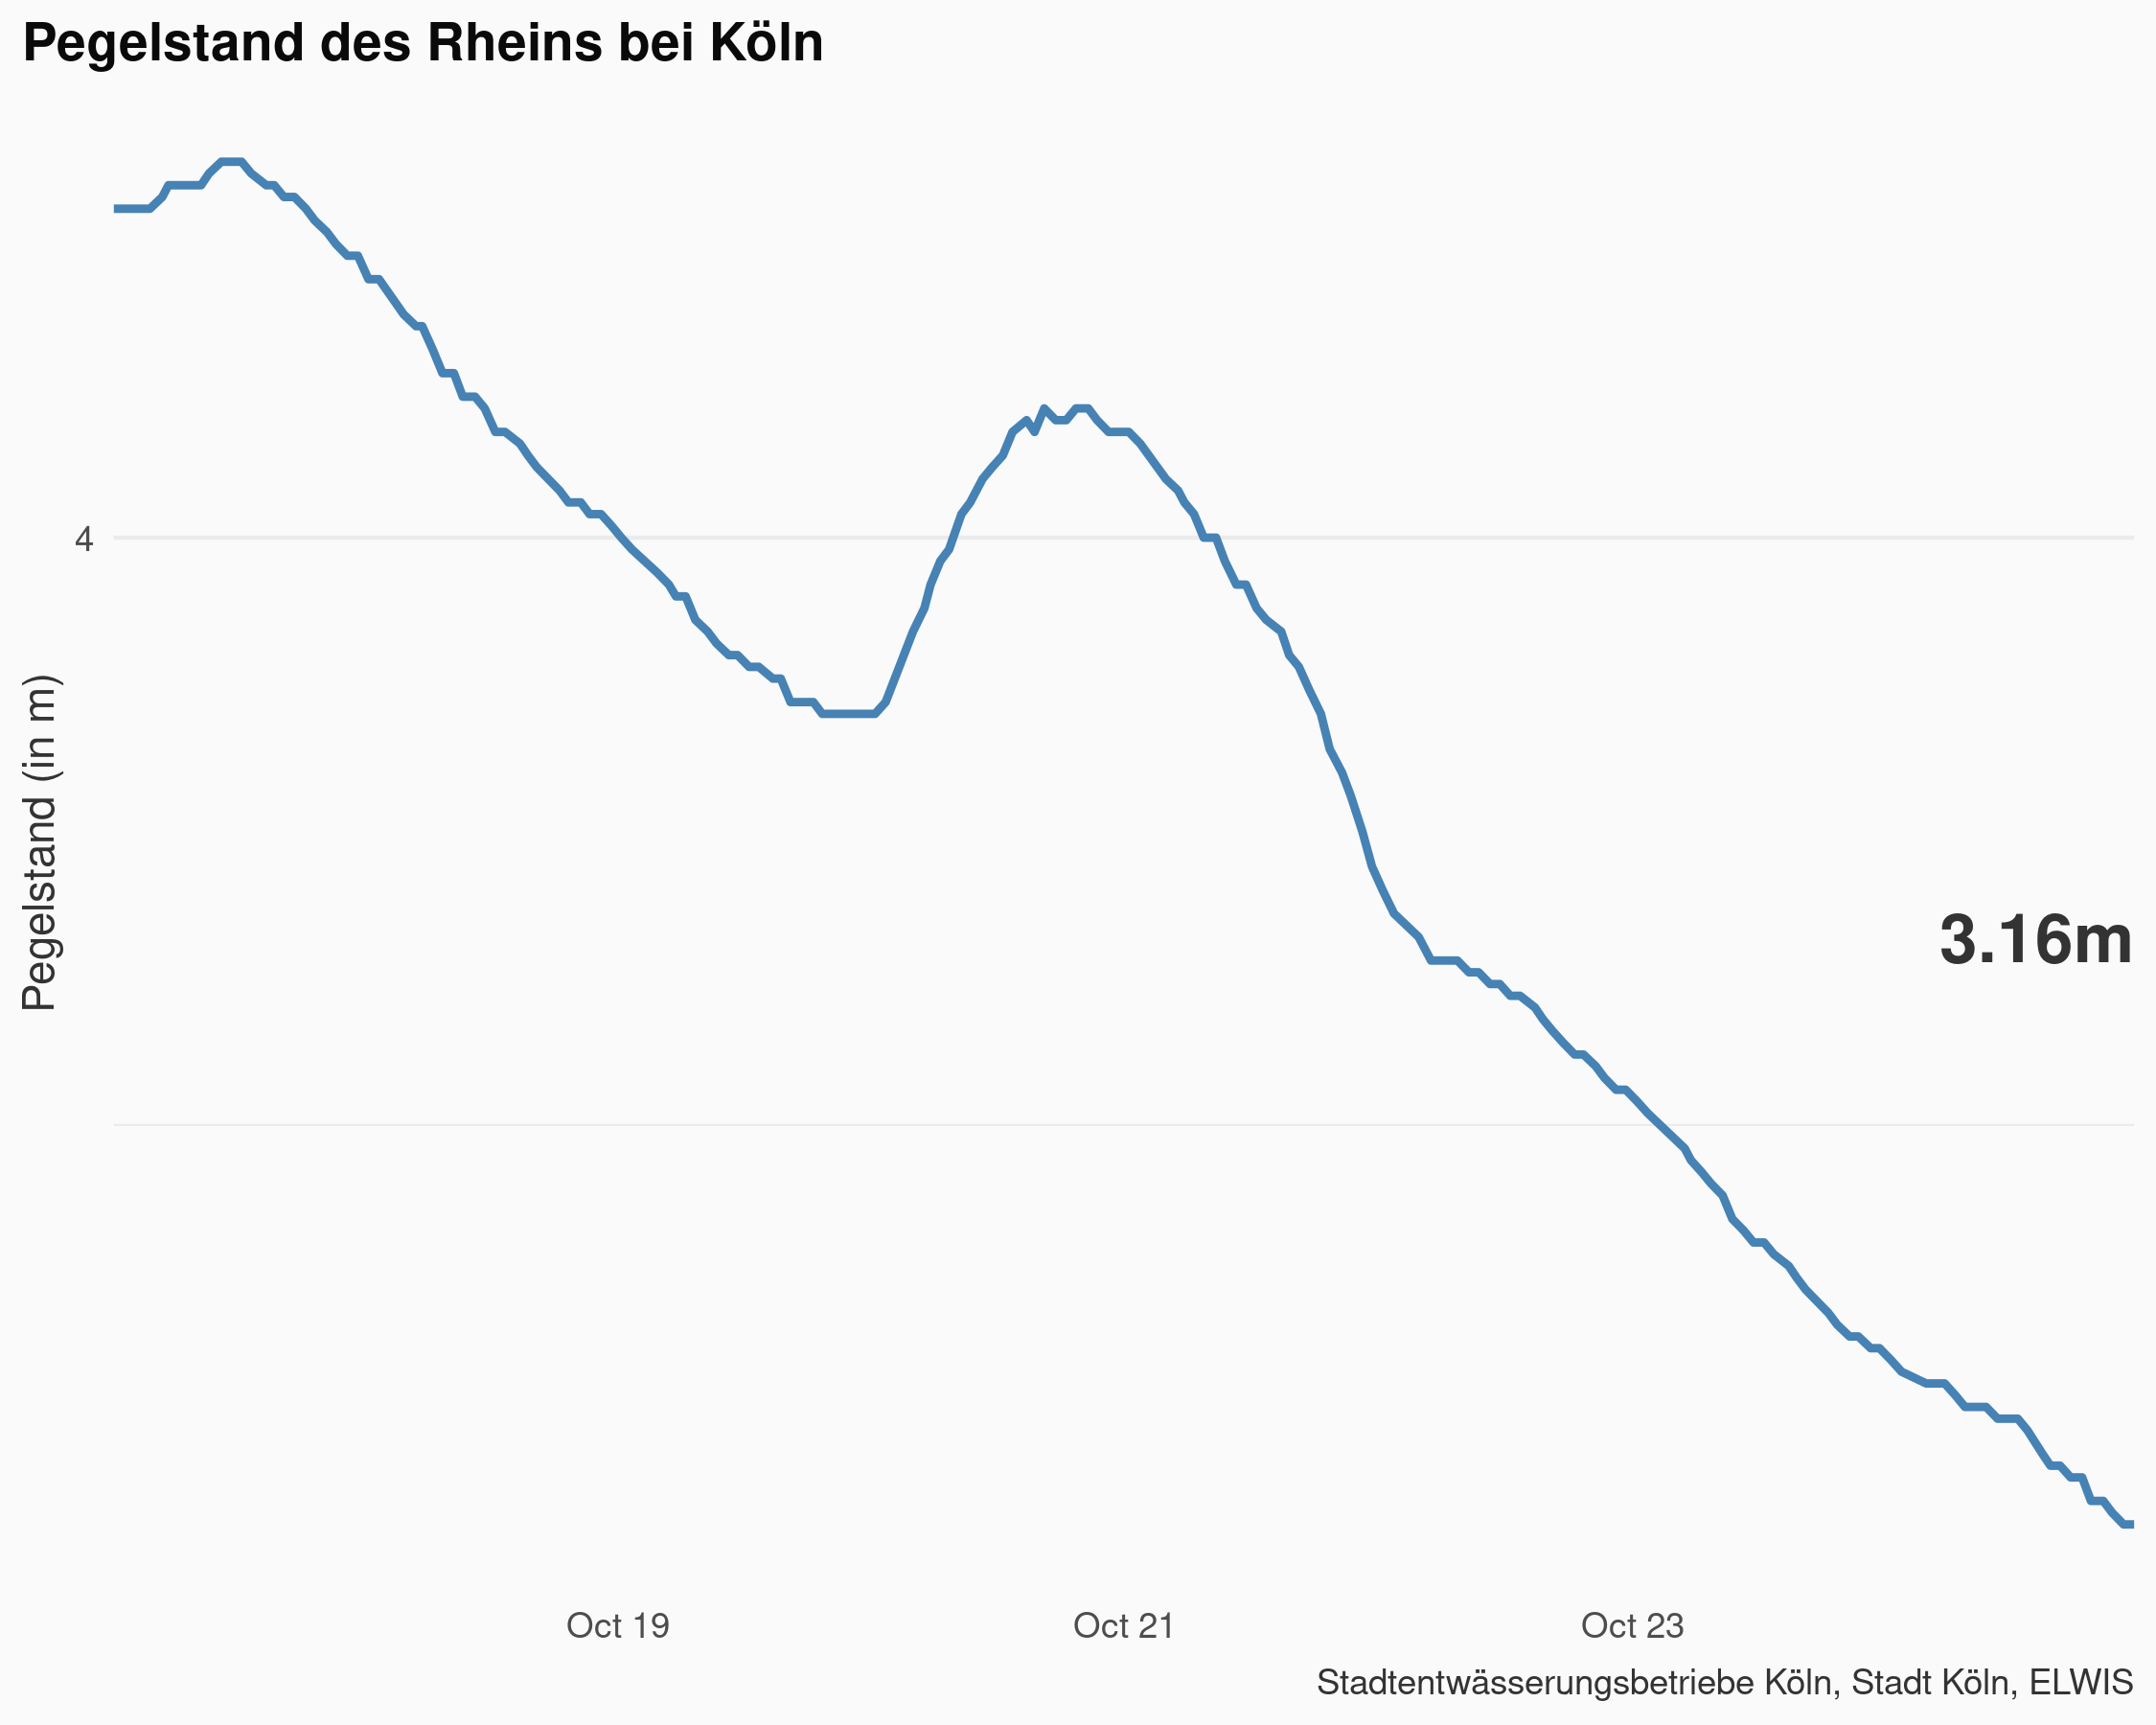 Pegelstand des Rheins bei Köln
4
Pegelstand (in m)
3.16m
Oct 19
Oct 21
Oct 23
Stadtentwässerungsbetriebe Köln, Stadt Köln, ELWIS